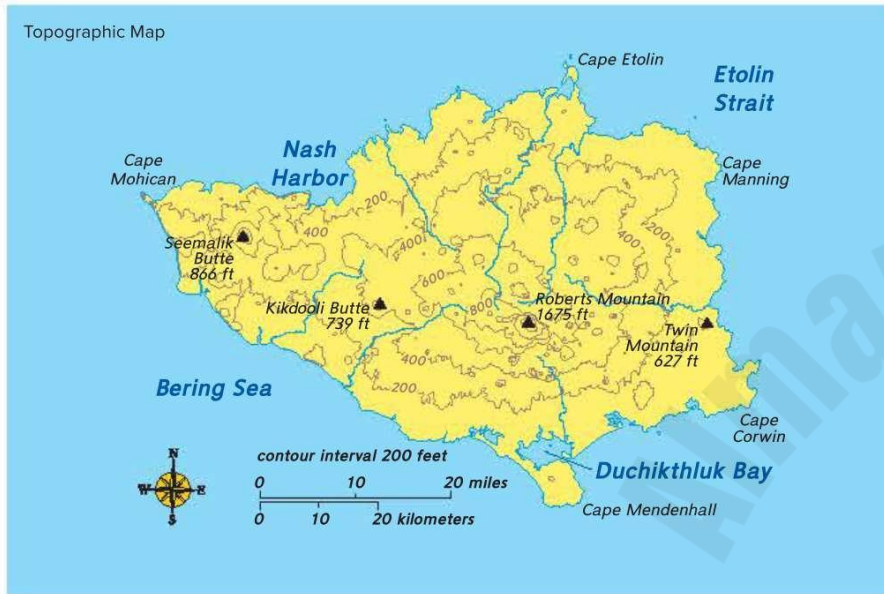 Topographic Map
Cape Etolin
Etolin
Strait
Nash
Harbor
Cape
Mohican
Cape
Manning
200
400
200
400
400
600
800
Seemalik
Butte
866 ft
Kikdooli Butte
739 ft
Roberts Mountain
1675 ft
Twin
Mountain
627 ft
400
200
Bering Sea
Cape
Corwin
Duchikthluk Bay
Cape Mendenhall
contour interval 200 feet
0 10 20 miles
0 10 20 kilometers
N
W E
S